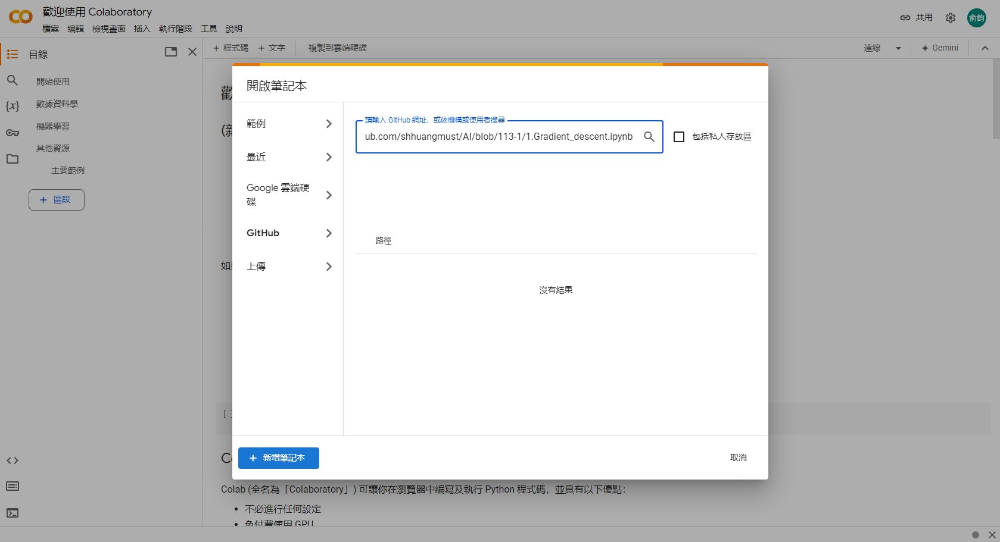 歡迎使用 Colaboratory
檔案 編輯 檢視畫面 插入 執行階段 工具 說明
共用
俞鈞
目錄
+ 程式碼 + 文字 複製到雲端硬碟
連線
Gemini
開始使用
數據資料學
機器學習
其他資源
主要範例
+ 區段
開啟筆記本
範例
最近
Google 雲端硬
碟
GitHub
上傳
請輸入 GitHub 網址，或依機構或使用者搜尋
ub.com/shhuangmust/AI/blob/113-1/1.Gradient_descent.ipynb
包括私人存放區
路徑
沒有結果
+ 新增筆記本
取消
如
[
C
Colab (全名為「Colaboratory」) 可讓你在瀏覽器中編寫及執行 Python 程式碼，並具有以下優點：
• 不必進行任何設定
• 免付費使用 GPU